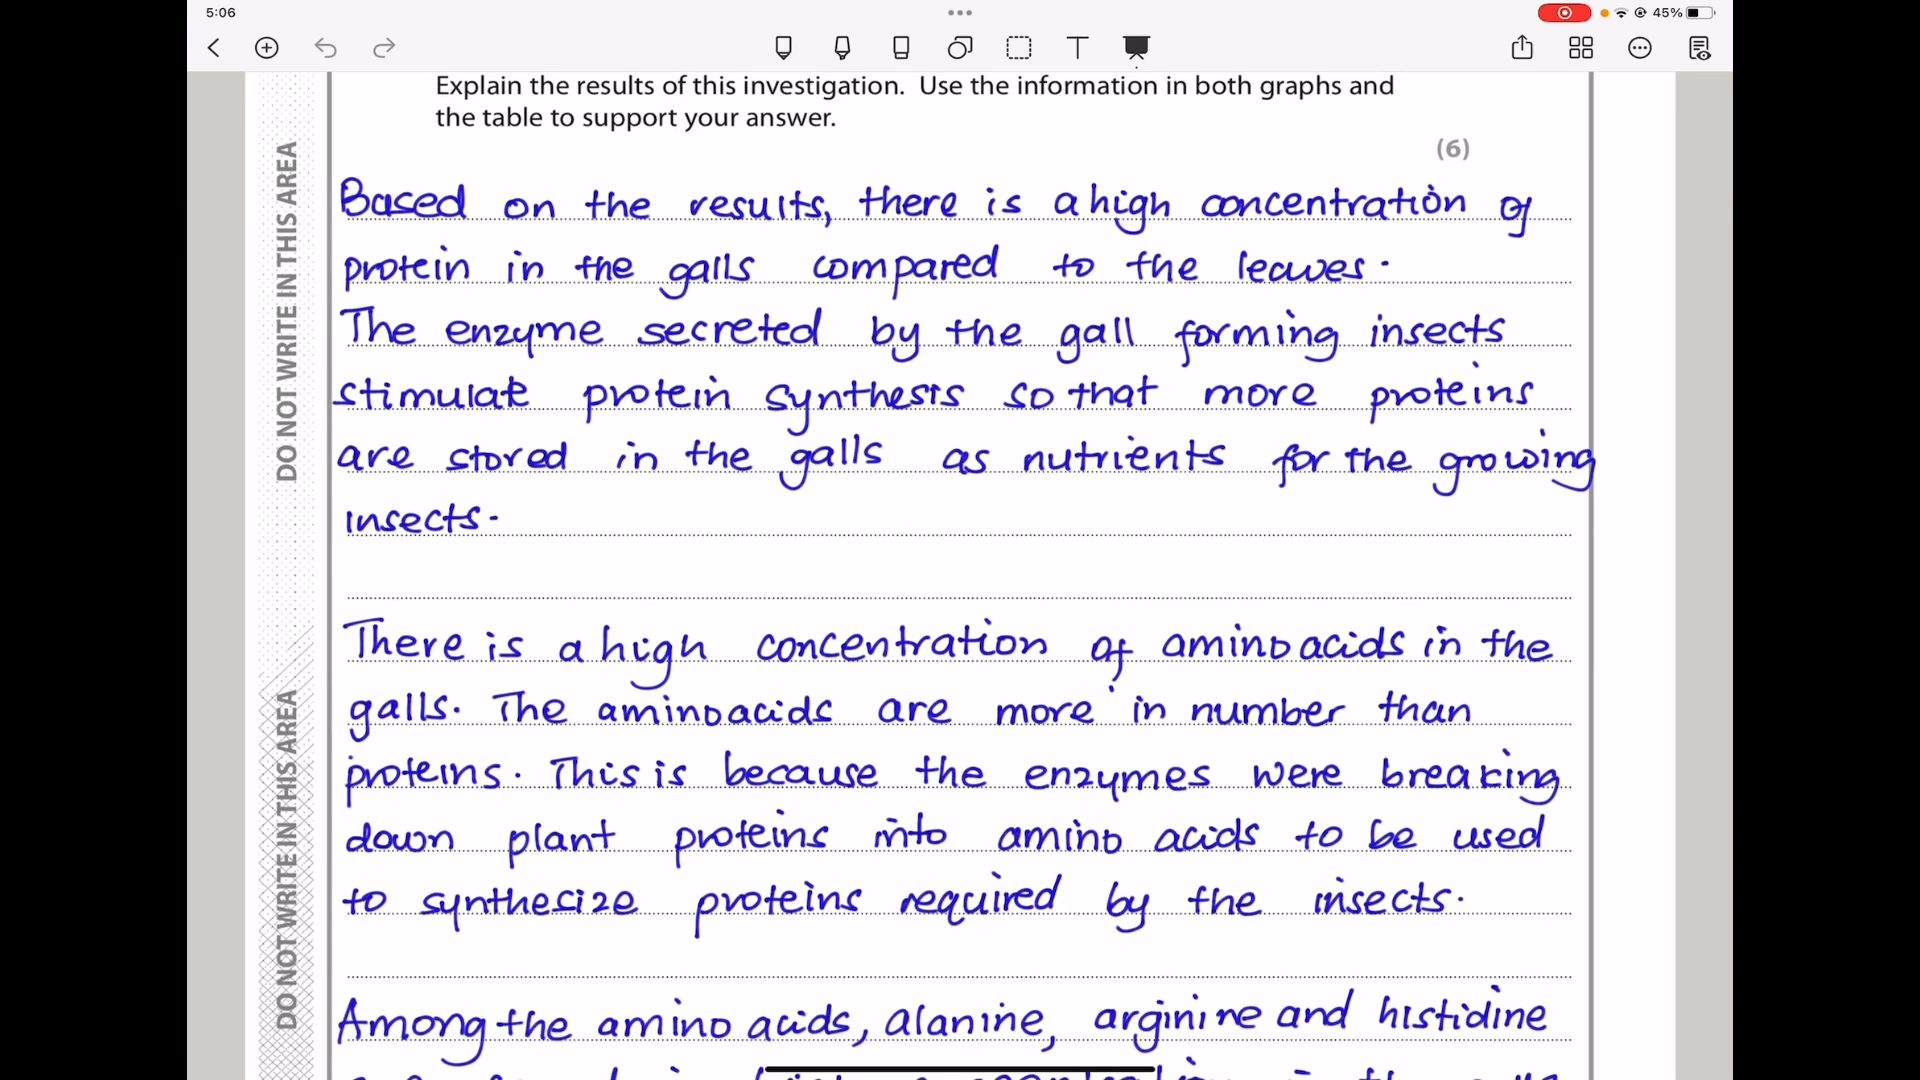 5:06
45%
Explain the results of this investigation. Use the information in both graphs and
the table to support your answer.
(6)
Based on the results, there is a high concentration of
protein in the galls compared to the leaves.
The enzyme secreted by the gall forming insects
stimulate protein synthesis so that more proteins
are stored in the galls as nutrients for the growing
insects.
There is a high concentration of amino acids in the
galls. The amino acids are more in number than
proteins. This is because the enzymes were breaking
down plant proteins into amino acids to be used
to synthesize proteins required by the insects.
Among the amino acids, alanine, arginine and histidine
DO NOT WRITE IN THIS AREA
DO NOT WRITE IN THIS AREA